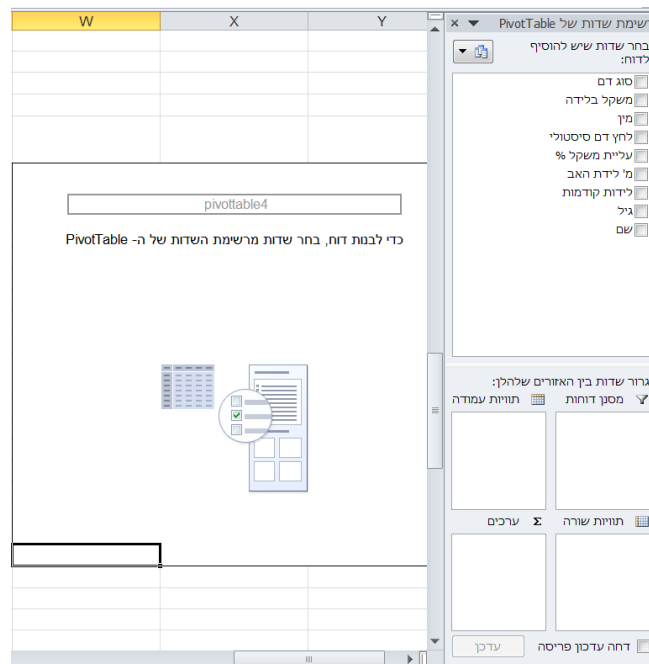 W X Y
רשימת שדות של PivotTable
בחר שדות שיש להוסיף
לדוח:
סוג דם
משקל בלידה
מין
לחץ דם סיסטולי
עליית משקל %
מ' לידת האב
לידות קודמות
גיל
שם
pivottable4
כדי לבנות דוח, בחר שדות מרשימת השדות של ה- PivotTable
גרור שדות בין האזורים שלהלן:
מסנן דוחות
תוויות עמודה
תוויות שורה
Σ ערכים
דחה עדכון פריסה
עדכן